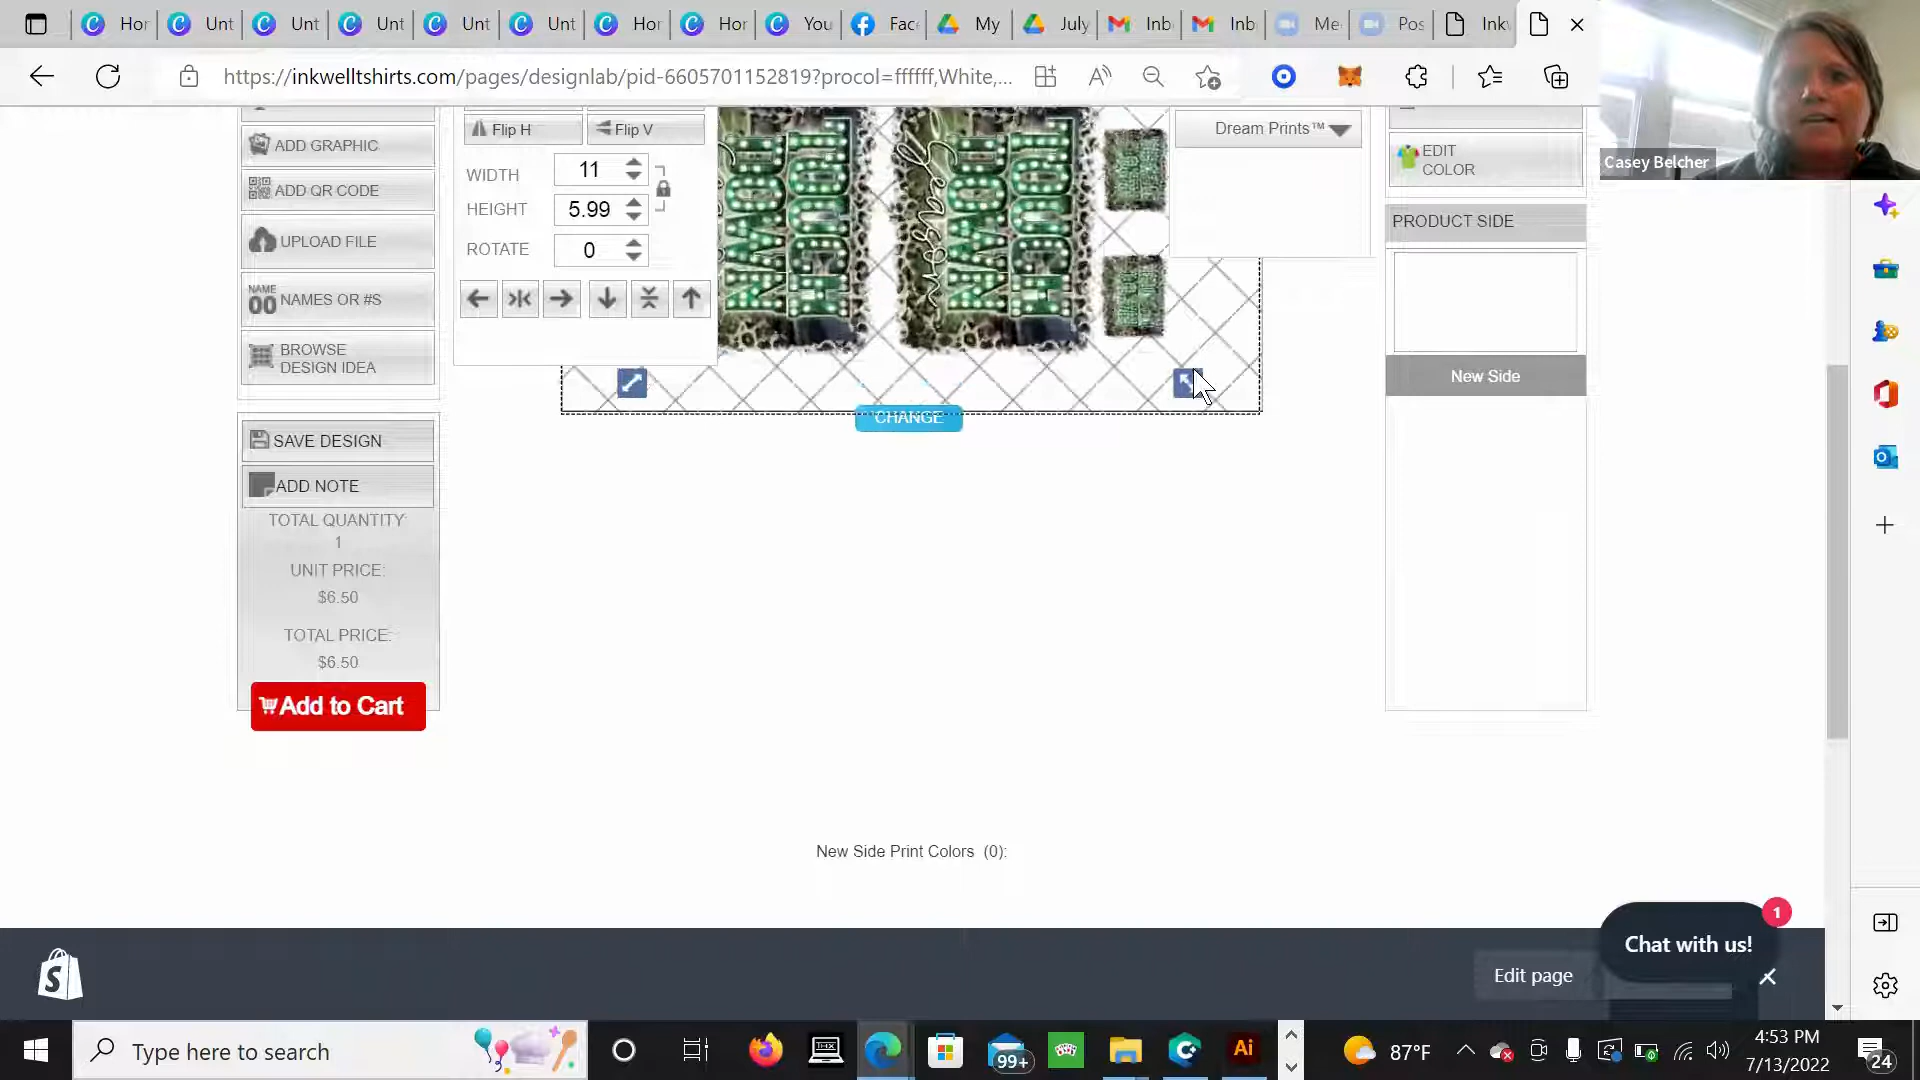 Hor
Unt
Unt
Unt
Unt
Unt
Hor
Hor
You
Fac
My
July
Inb
Inb
Me
Pos
Inkv
https://inkwelltshirts.com/pages/designlab/pid-6605701152819?procol=ffffff,White,...
Casey Belcher
ADD GRAPHIC
ADD QR CODE
UPLOAD FILE
NAME
00
NAMES OR #S
BROWSE
DESIGN IDEA
SAVE DESIGN
ADD NOTE
TOTAL QUANTITY:
1
UNIT PRICE:
$6.50
TOTAL PRICE:
$6.50
Add to Cart
Flip H
Flip V
WIDTH
11
HEIGHT
5.99
ROTATE
0
CHANGE
Dream Prints™
EDIT
COLOR
PRODUCT SIDE
New Side
New Side Print Colors (0):
1
Chat with us!
Edit page
Type here to search
99+
Ai
87°F
4:53 PM
7/13/2022
24